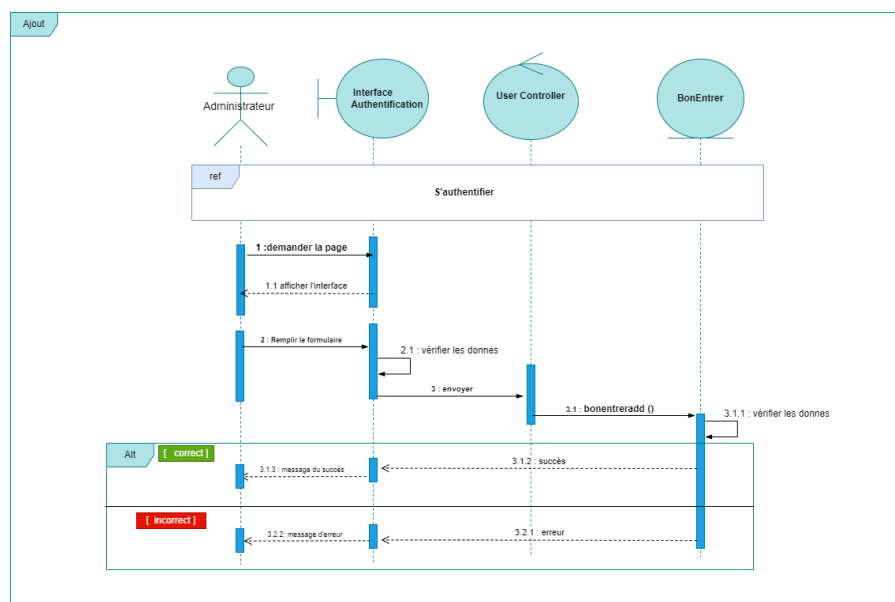 Ajout
Administrateur
Interface
Authentification
User Controller
BonEntrer
ref
S'authentifier
1 :demander la page
1.1 afficher l'interface
2 : Remplir le formulaire
2.1 : vérifier les donnes
3 : envoyer
3.1: bonentreradd ()
3.1.1 : vérifier les donnes
Alt
[ correct ]
3.1.2 : succès
3.1.3 : message du succès
[ incorrect ]
3.2.1 : erreur
3.2.2: message d'erreur